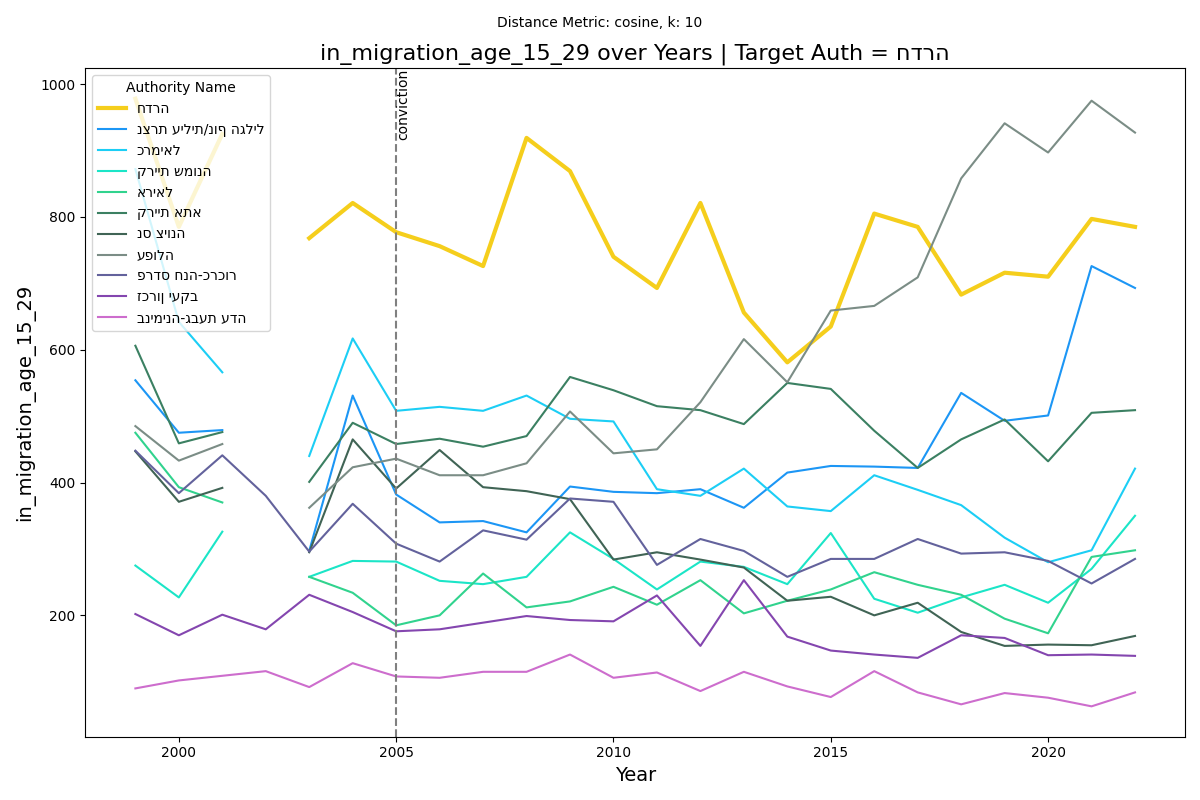 Distance Metric: cosine, k: 10
in_migration_age_15_29 over Years | Target Auth = חדרה
Authority Name
חדרה
נצרת עילית/נוף הגליל
כרמיאל
קריית שמונה
אריאל
קריית אתא
נס ציונה
עפולה
פרדס חנה-כרכור
זכרון יעקב
בנימינה-גבעת עדה
conviction
in_migration_age_15_29
1000
800
600
400
200
2000
2005
2010
2015
2020
Year